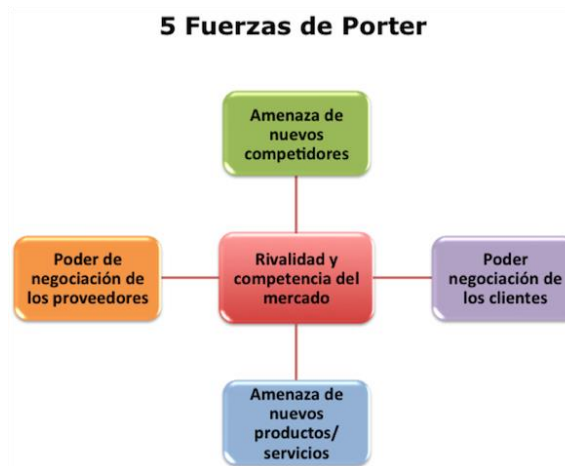 5 Fuerzas de Porter
Amenaza de
nuevos
competidores
Poder de
negociación de
los proveedores
Rivalidad y
competencia del
mercado
Poder
negociación de
los clientes
Amenaza de
nuevos
productos/
servicios